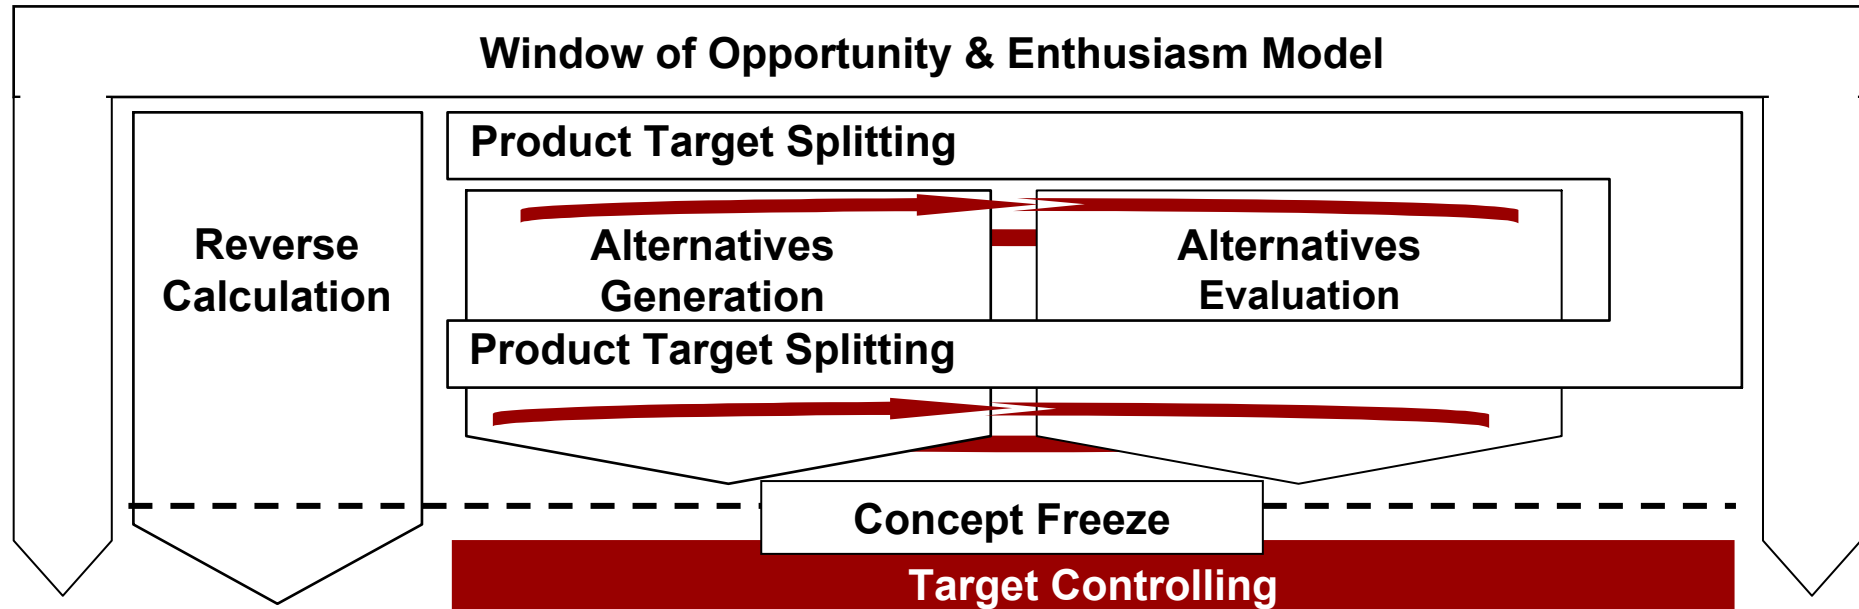 Window of Opportunity & Enthusiasm Model
Product Target Splitting
Reverse
Calculation
Alternatives
Generation
Alternatives
Evaluation
Product Target Splitting
Concept Freeze
Target Controlling